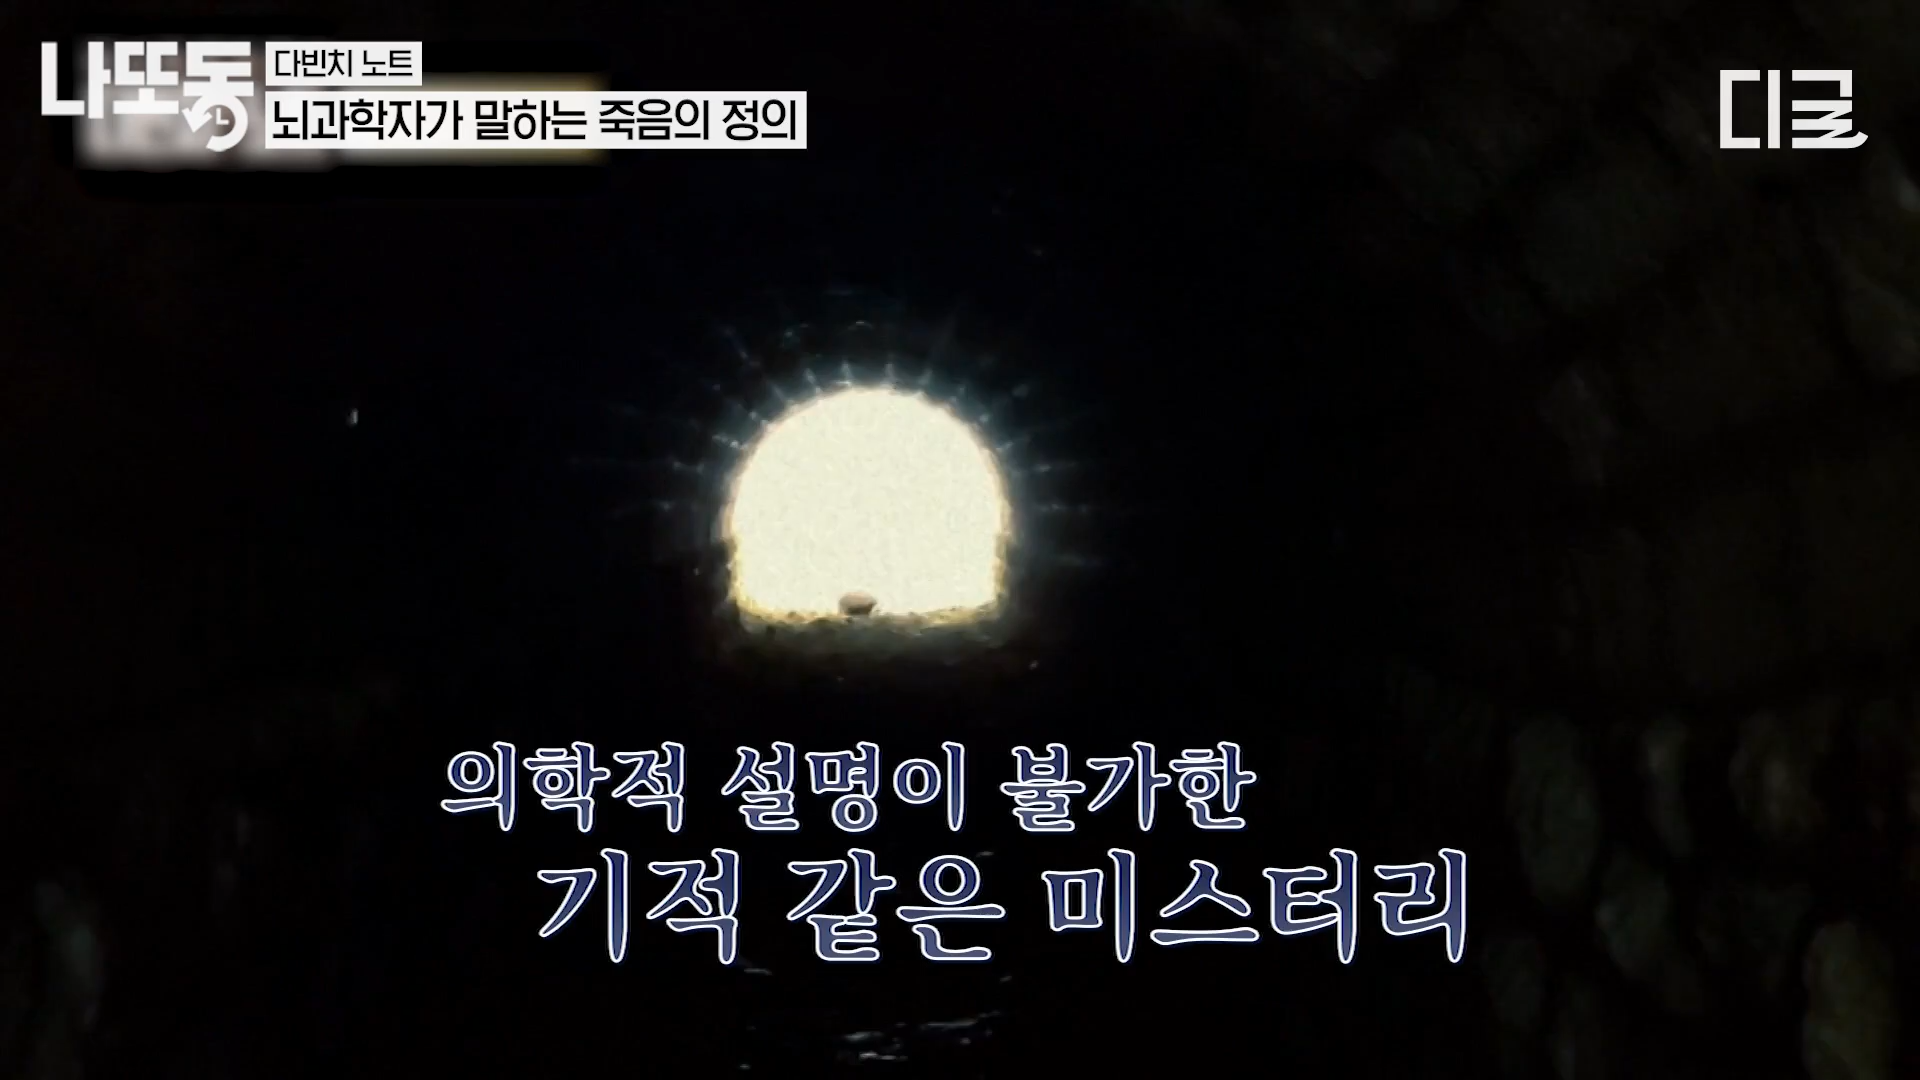 나또동
다빈치 노트
뇌과학자가 말하는 죽음의 정의
디글
의학적 설명이 불가한
기적 같은 미스터리